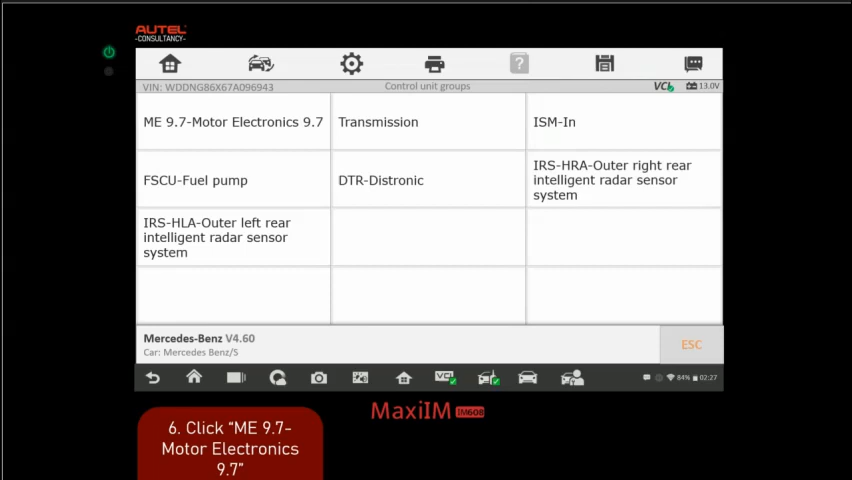 AUTEL
-CONSULTANCY-
?
VIN: WDDNG86X67A096943
Control unit groups
VCI
13.0V
ME 9.7-Motor Electronics 9.7
Transmission
ISM-In
FSCU-Fuel pump
DTR-Distronic
IRS-HRA-Outer right rear
intelligent radar sensor
system
IRS-HLA-Outer left rear
intelligent radar sensor
system
Mercedes-Benz V4.60
Car: Mercedes Benz/5
ESC
VCI
84%
02:27
MaxiIM IM608
6. Click “ME 9.7-
Motor Electronics
9.7”